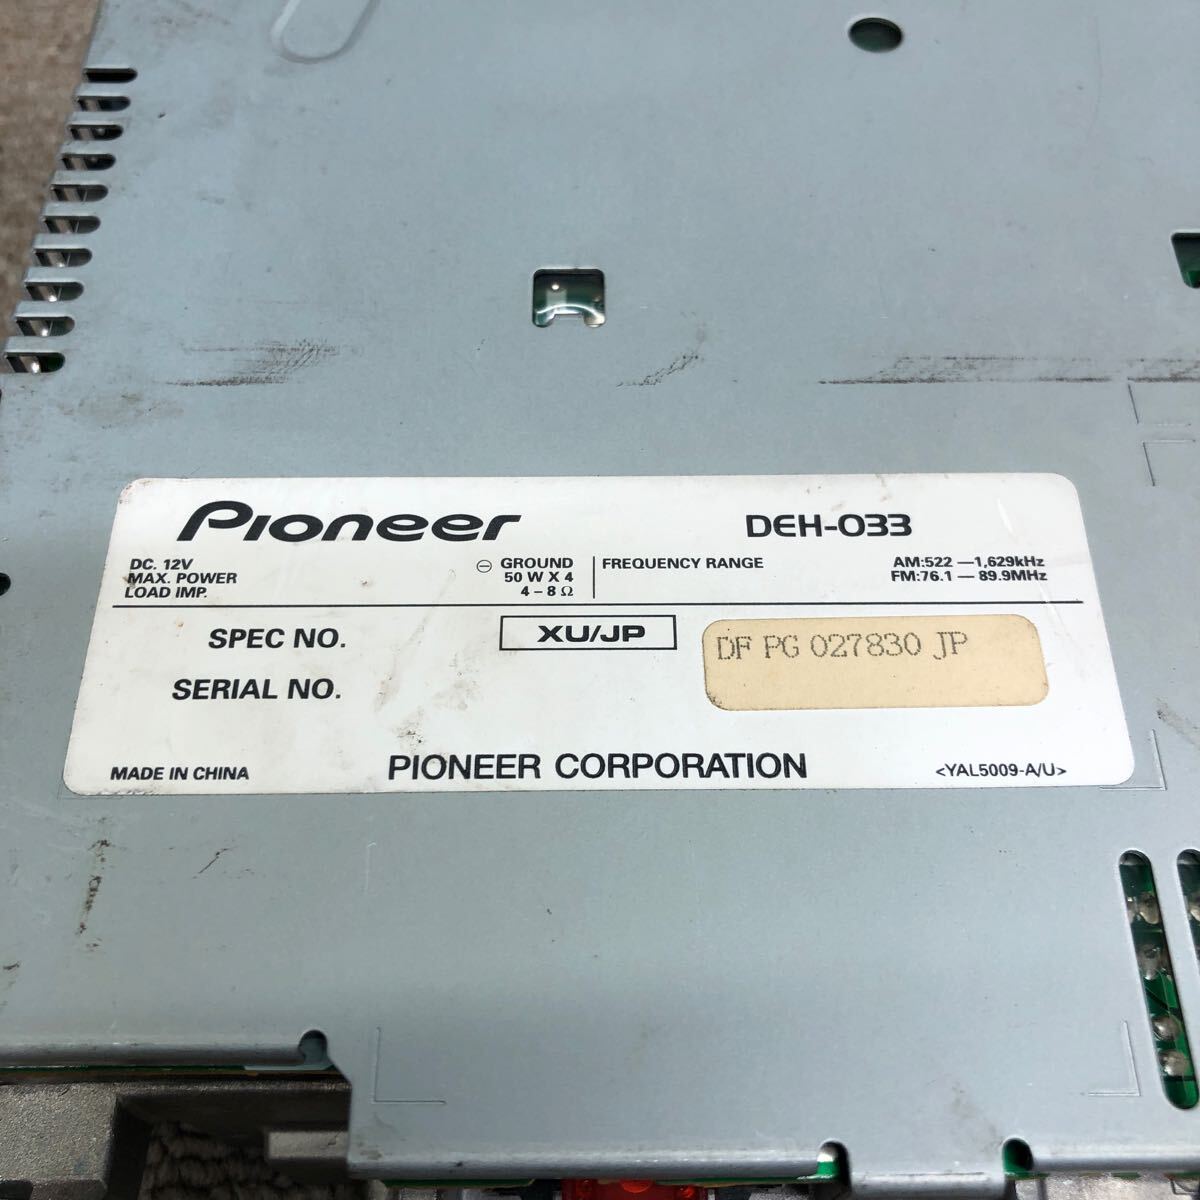 Pioneer DEH-033
DC. 12V ⊖ GROUND FREQUENCY RANGE AM:522 —1,629kHz
MAX. POWER 50 W X 4 FM:76.1 — 89.9MHz
LOAD IMP. 4 – 8 Ω
SPEC NO. XU/JP DF PG 027830 JP
SERIAL NO.
MADE IN CHINA PIONEER CORPORATION <YAL5009-A/U>